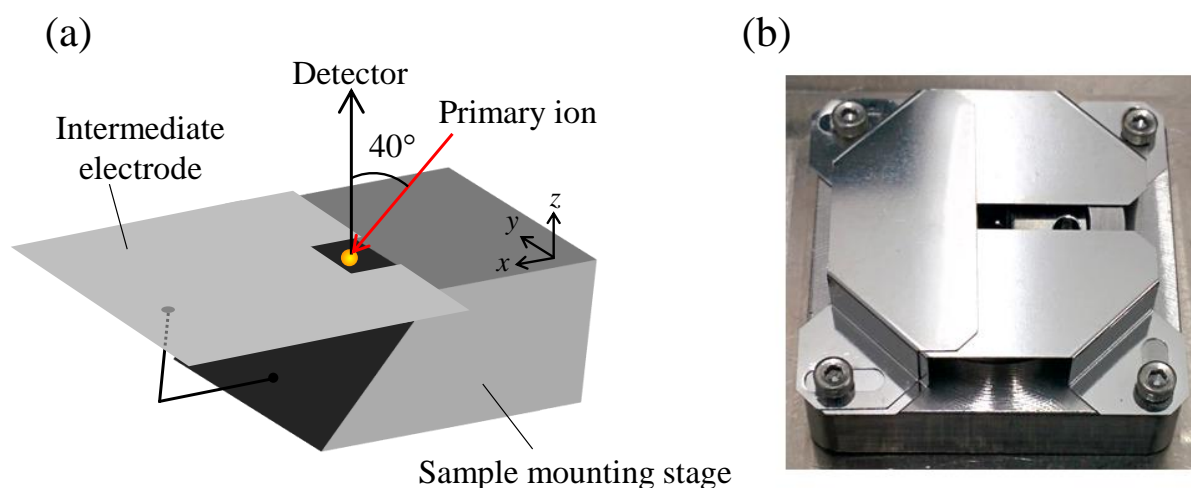 (a)
(b)
Detector
Primary ion
Intermediate
electrode
40°
z
y
x
Sample mounting stage